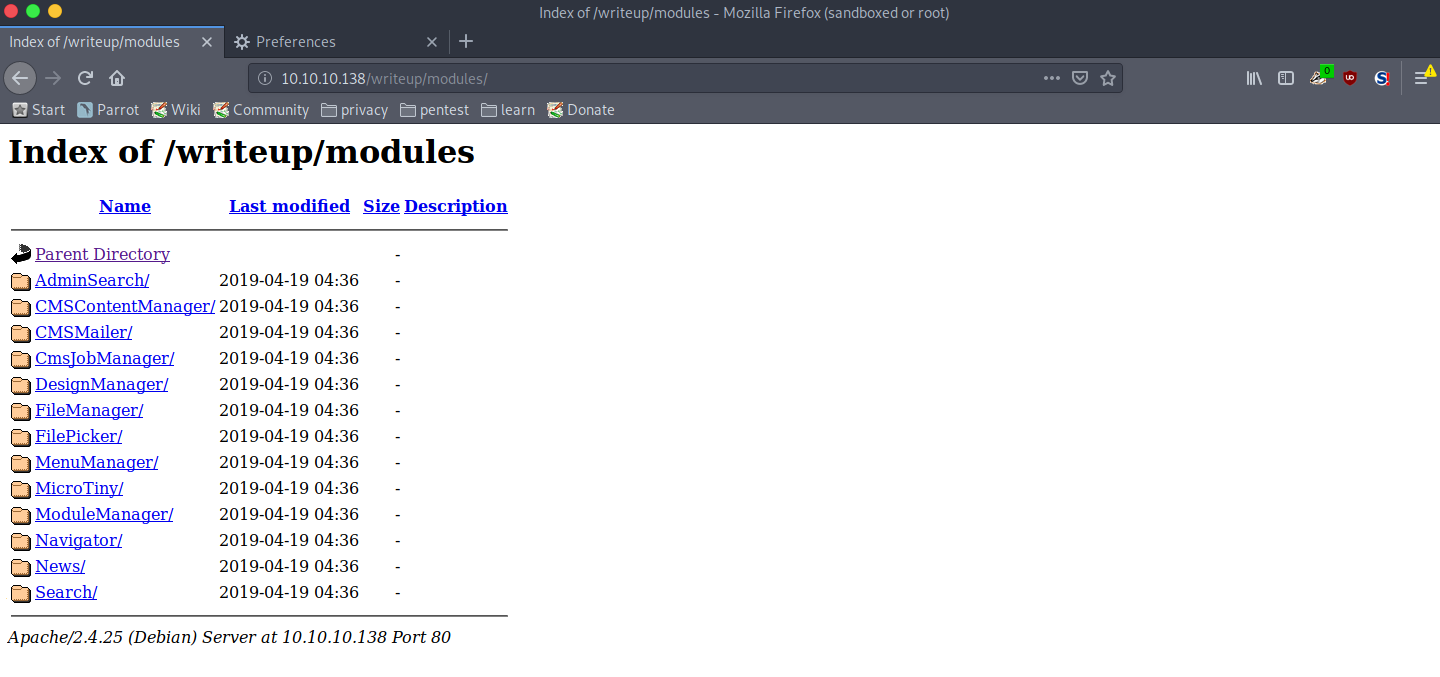 Index of /writeup/modules - Mozilla Firefox (sandboxed or root)
Index of /writeup/modules Preferences
10.10.10.138/writeup/modules/ 0 UD S
Start Parrot Wiki Community privacy pentest learn Donate
Index of /writeup/modules
Name Last modified Size Description
Parent Directory -
AdminSearch/ 2019-04-19 04:36 -
CMSContentManager/ 2019-04-19 04:36 -
CMSMailer/ 2019-04-19 04:36 -
CmsJobManager/ 2019-04-19 04:36 -
DesignManager/ 2019-04-19 04:36 -
FileManager/ 2019-04-19 04:36 -
FilePicker/ 2019-04-19 04:36 -
MenuManager/ 2019-04-19 04:36 -
MicroTiny/ 2019-04-19 04:36 -
ModuleManager/ 2019-04-19 04:36 -
Navigator/ 2019-04-19 04:36 -
News/ 2019-04-19 04:36 -
Search/ 2019-04-19 04:36 -
Apache/2.4.25 (Debian) Server at 10.10.10.138 Port 80